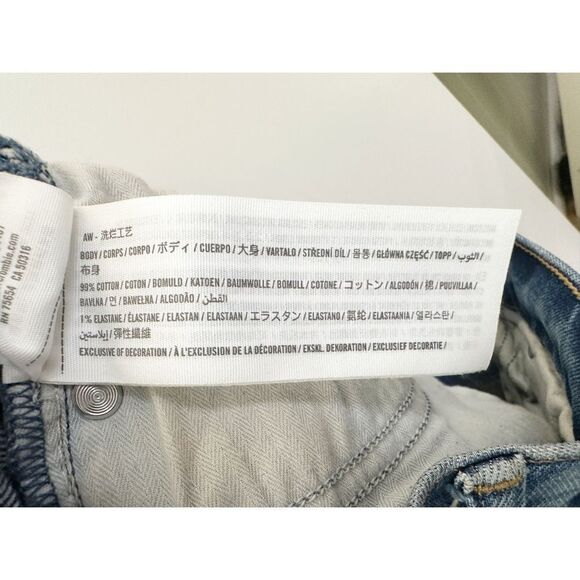 AW - 洗烂工艺
BODY / CORPS / CORPO / ボディ / CUERPO / 大身 / VARTALO / STŘEDNÍ DÍL / 몸통 / GŁÓWNA CZĘŚĆ / TOPP / الثوب /
布身
99% COTTON / COTON / BOMULD / KATOEN / BAUMWOLLE / BOMULL / COTONE / コットン / ALGODÓN / 棉 / PUUVILLAA /
BAVLNA / 면 / BAWEŁNA / ALGODÃO / القطن /
1% ELASTANE / ÉLASTANE / ELASTAN / ELASTAAN / エラスタン / ELASTANO / 氨纶 / ELASTAANIA / 엘라스탄 /
إيلاستين / 彈性纖維
EXCLUSIVE OF DECORATION / À L'EXCLUSION DE LA DÉCORATION / EKSKL. DEKORATION / EXCLUSIEF DECORATIE /
RN 75654 CA 50316